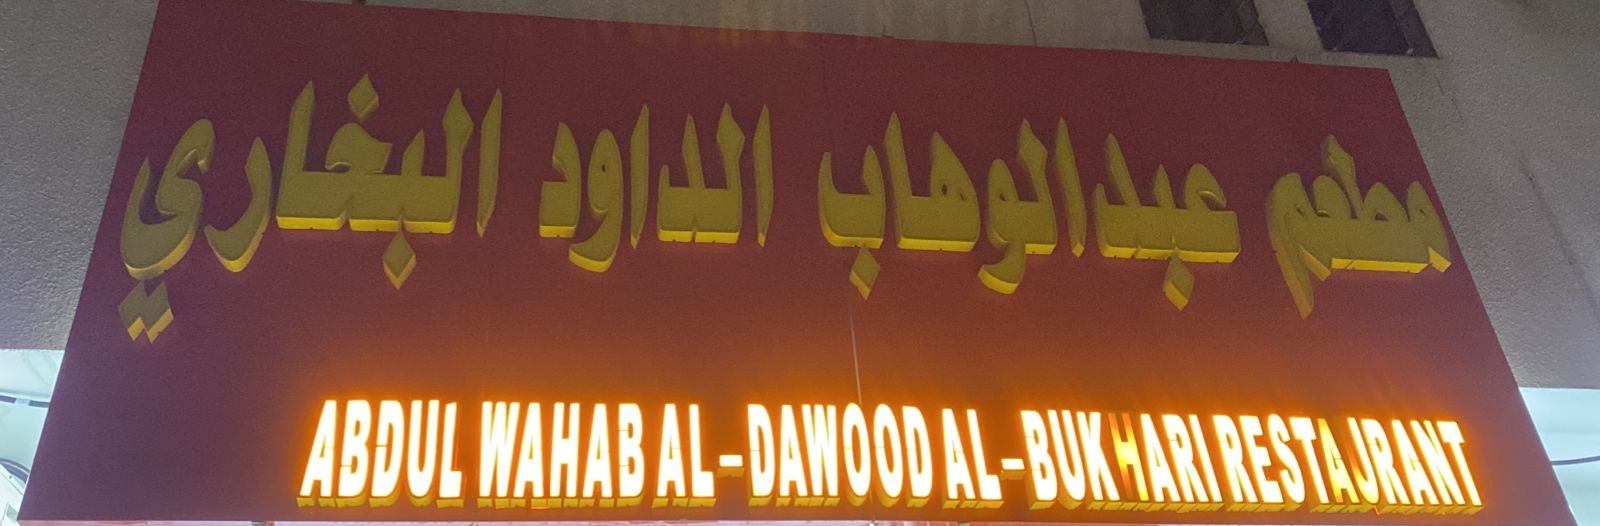 مطعم عبدالوهاب الداود البخاري
ABDUL WAHAB AL-DAWOOD AL-BUKHARI RESTAURANT